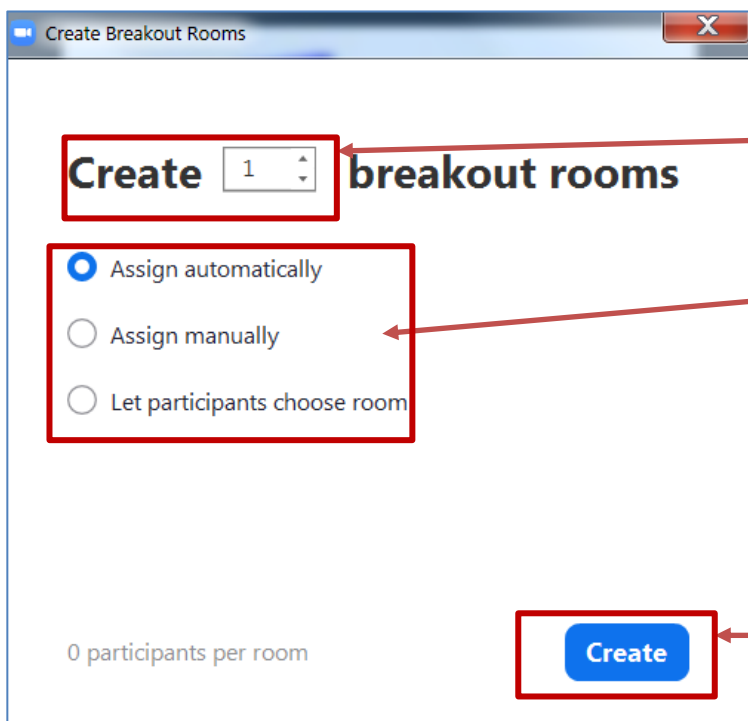 Create Breakout Rooms
X
Create 1 breakout rooms
Assign automatically
Assign manually
Let participants choose room
0 participants per room
Create